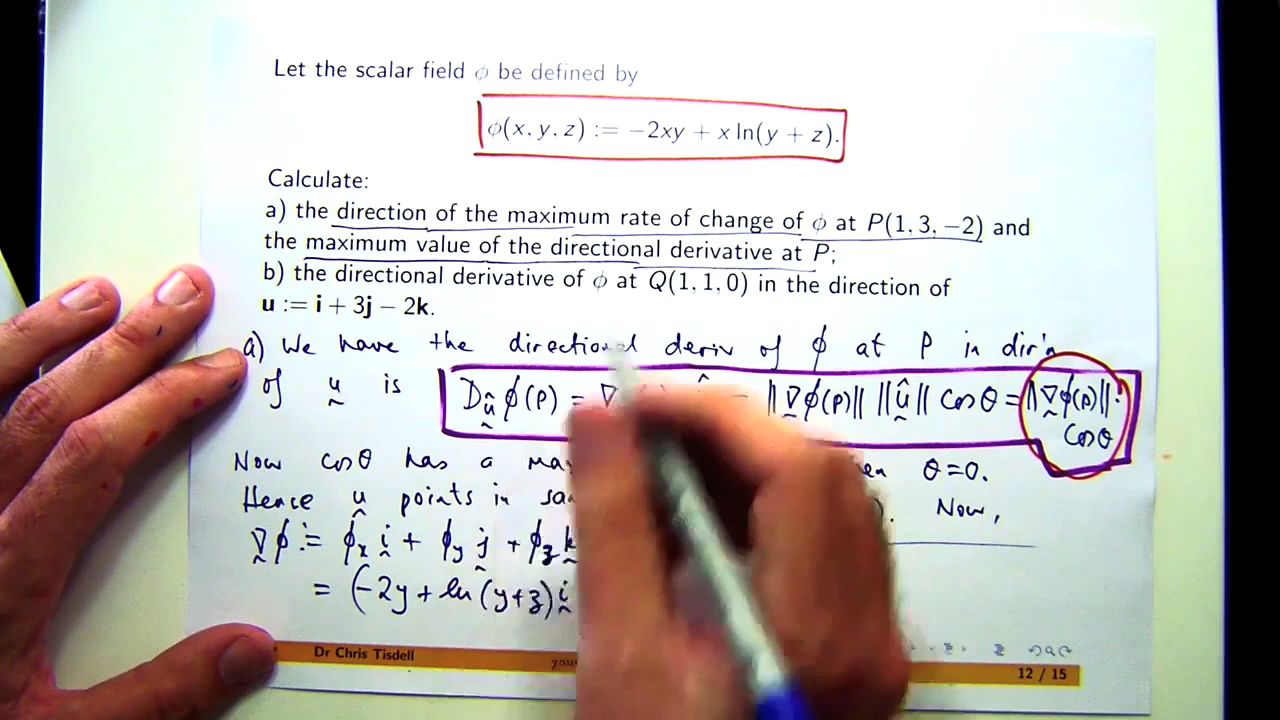 Let the scalar field ϕ be defined by
ϕ(x, y, z) := −2xy + x ln(y + z).
Calculate:
a) the direction of the maximum rate of change of ϕ at P(1, 3, −2) and
the maximum value of the directional derivative at P;
b) the directional derivative of ϕ at Q(1, 1, 0) in the direction of
u := i + 3j − 2k.
a) We have the directional deriv of ϕ at P in dir'n
of u is D_û ϕ(P) = ∇ = ||∇ϕ(P)|| ||û|| cosθ = ||∇ϕ(P)|| ·
cosθ
Now cosθ has a θ=0.
Hence u points in Now,
∇ϕ := ϕx i + ϕy j + ϕz k
= (−2y + ln(y+z) i
Dr Chris Tisdell
12 / 15